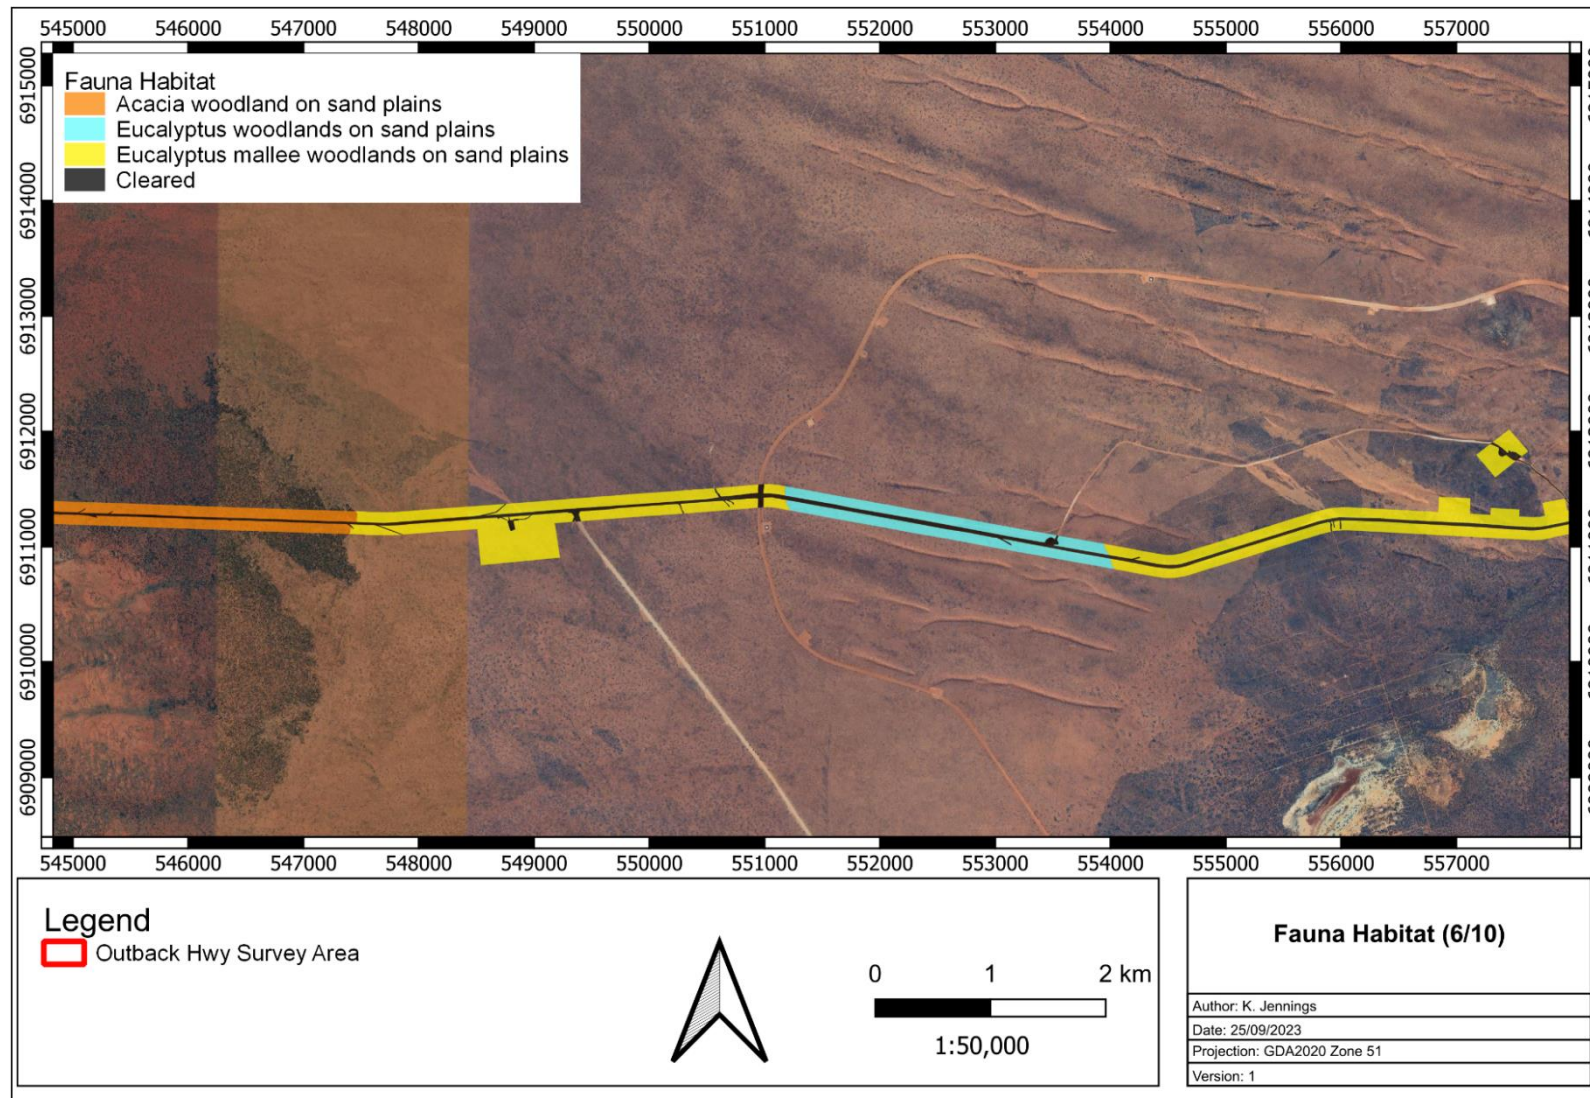 545000 546000 547000 548000 549000 550000 551000 552000 553000 554000 555000 556000 557000
Fauna Habitat
Acacia woodland on sand plains
Eucalyptus woodlands on sand plains
Eucalyptus mallee woodlands on sand plains
Cleared
6915000
6914000
6913000
6912000
6911000
6910000
6909000
545000 546000 547000 548000 549000 550000 551000 552000 553000 554000 555000 556000 557000
Legend
Outback Hwy Survey Area
0 1 2 km
1:50,000
Fauna Habitat (6/10)
Author: K. Jennings
Date: 25/09/2023
Projection: GDA2020 Zone 51
Version: 1